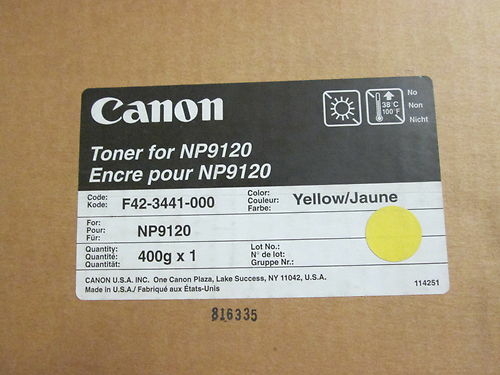 Canon
38°C
100°F
No
Non
Nicht
Toner for NP9120
Encre pour NP9120
Code:
Kode:
F42-3441-000
Color:
Couleur:
Farbe:
Yellow/Jaune
For:
Pour:
Für:
NP9120
Quantity:
Quantité:
Quantität:
400g x 1
Lot No.:
N° de lot:
Gruppe Nr.:
CANON U.S.A. INC. One Canon Plaza, Lake Success, NY 11042, U.S.A.
Made in U.S.A./ Fabriqué aux États-Unis
114251
816335